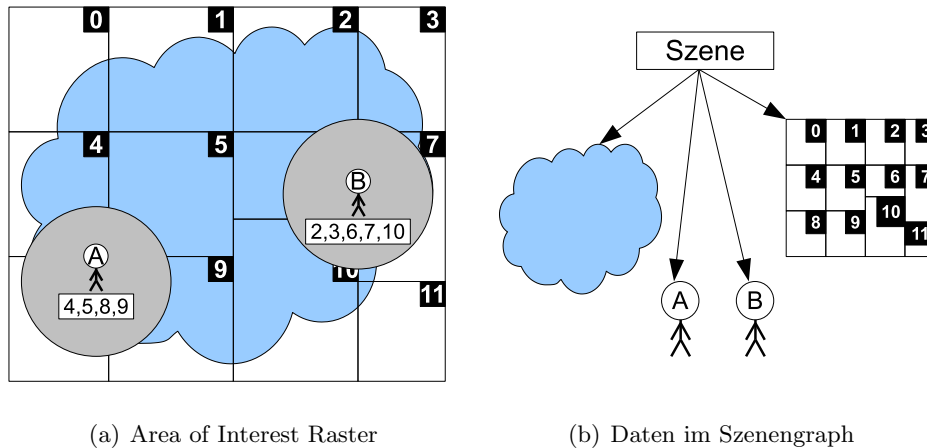 0 1 2 3
4 5 7
B
2,3,6,7,10
A
4,5,8,9
9 10
11
(a) Area of Interest Raster
Szene
0 1 2 3
4 5 6 7
8 9 10
11
A B
(b) Daten im Szenengraph